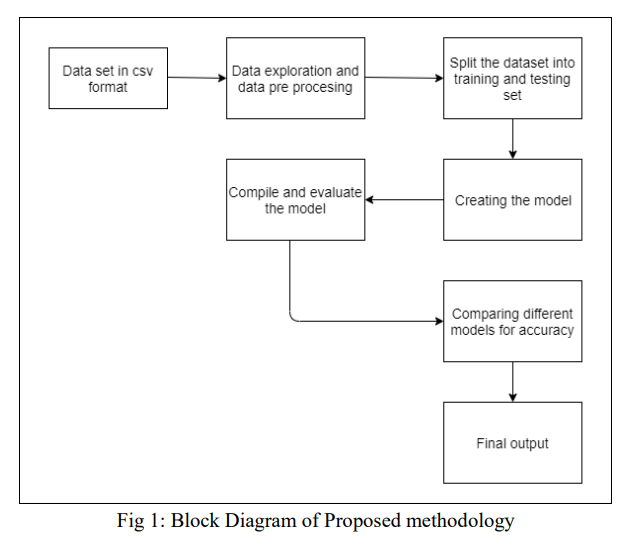 Data set in csv
format
Data exploration and
data pre procesing
Split the dataset into
training and testing
set
Creating the model
Compile and evaluate
the model
Comparing different
models for accuracy
Final output
Fig 1: Block Diagram of Proposed methodology